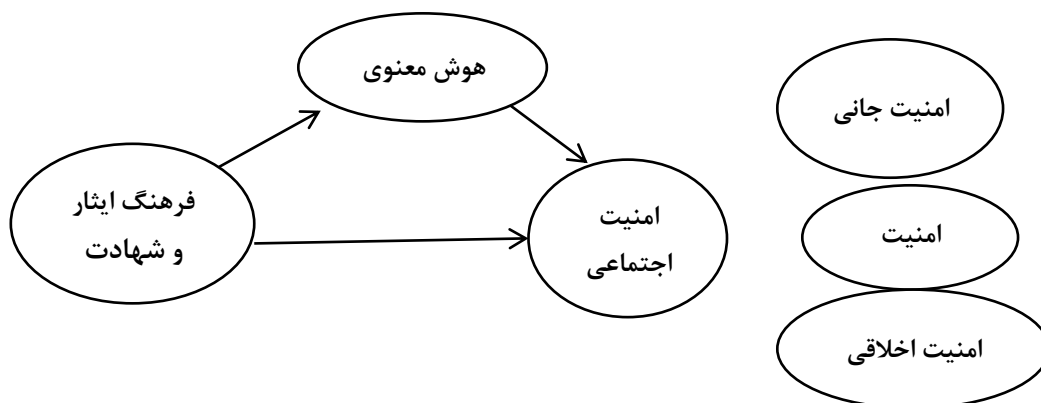 هوش معنوی
امنیت جانی
فرهنگ ایثار
و شهادت
امنیت
اجتماعی
امنیت
امنیت اخلاقی